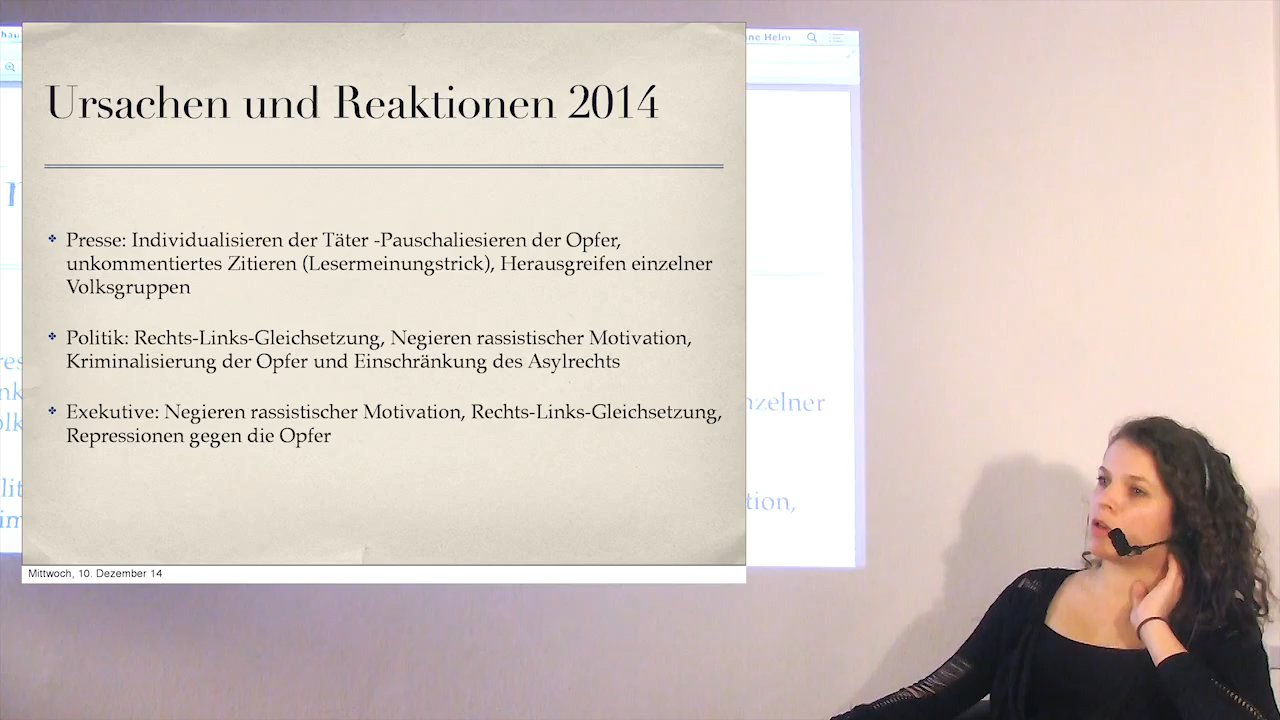 Ursachen und Reaktionen 2014
Presse: Individualisieren der Täter -Pauschaliesieren der Opfer,
unkommentiertes Zitieren (Lesermeinungstrick), Herausgreifen einzelner
Volksgruppen
Politik: Rechts-Links-Gleichsetzung, Negieren rassistischer Motivation,
Kriminalisierung der Opfer und Einschränkung des Asylrechts
Exekutive: Negieren rassistischer Motivation, Rechts-Links-Gleichsetzung,
Repressionen gegen die Opfer
Mittwoch, 10. Dezember 14
Helm